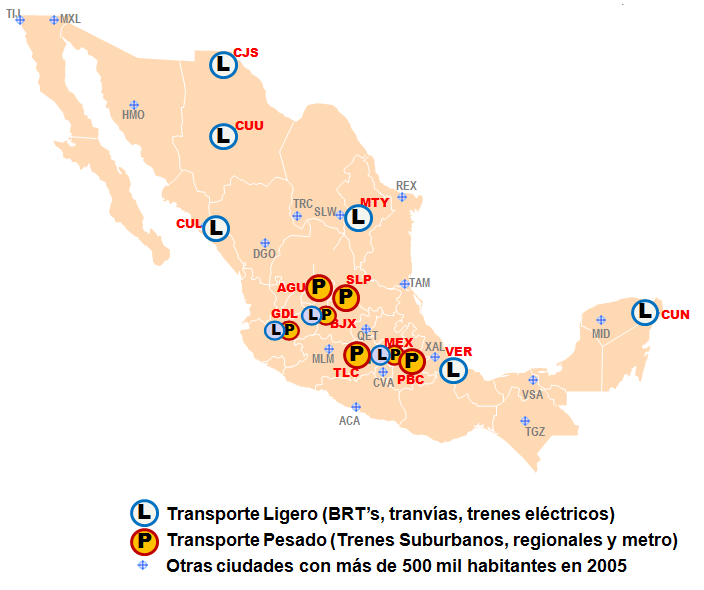 TIJ
MXL
CJS
L
HMO
CUU
L
REX
TRC
SLW
MTY
L
CUL
L
DGO
TAM
AGU
P
SLP
P
GDL
L P
L P
BJX
CUN
L
MID
QET
MEX
XAL
VER
MLM
P
L P
P
L
TLC
CVA
PBC
VSA
ACA
TGZ
L Transporte Ligero (BRT's, tranvías, trenes eléctricos)
P Transporte Pesado (Trenes Suburbanos, regionales y metro)
Otras ciudades con más de 500 mil habitantes en 2005